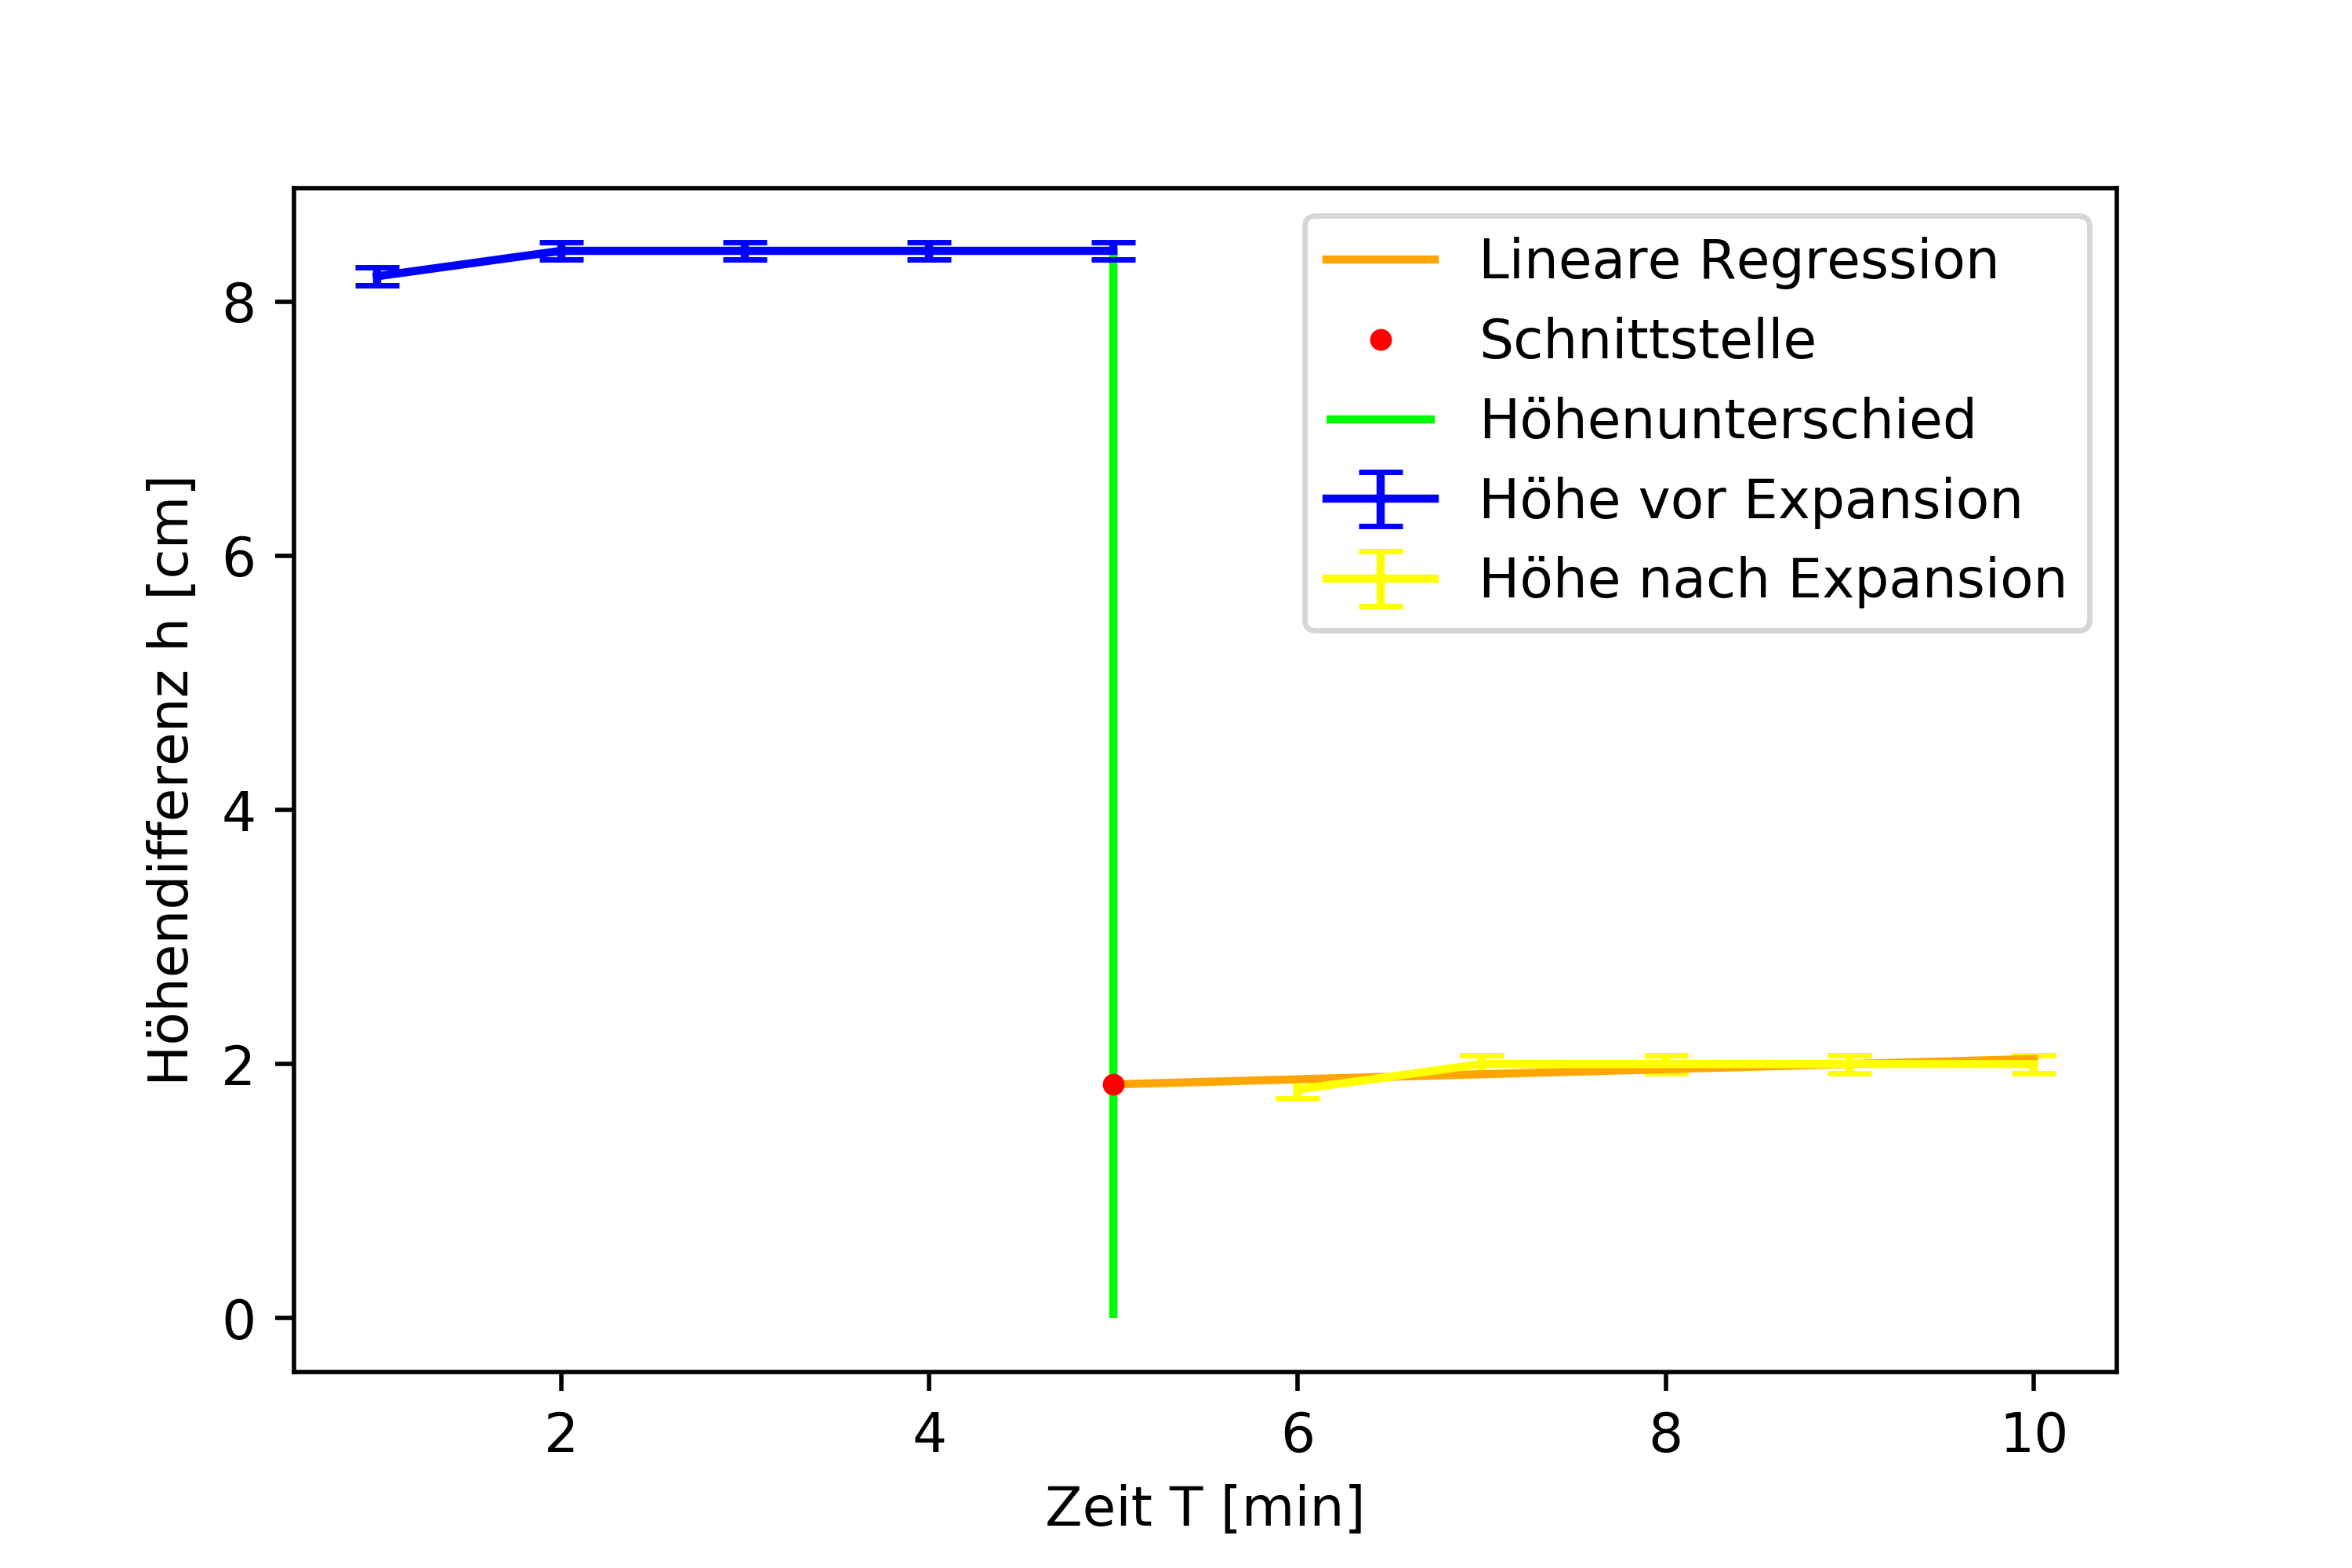 Lineare Regression
Schnittstelle
Höhenunterschied
Höhe vor Expansion
Höhe nach Expansion
Höhendifferenz h [cm]
8
6
4
2
0
2
4
6
8
10
Zeit T [min]